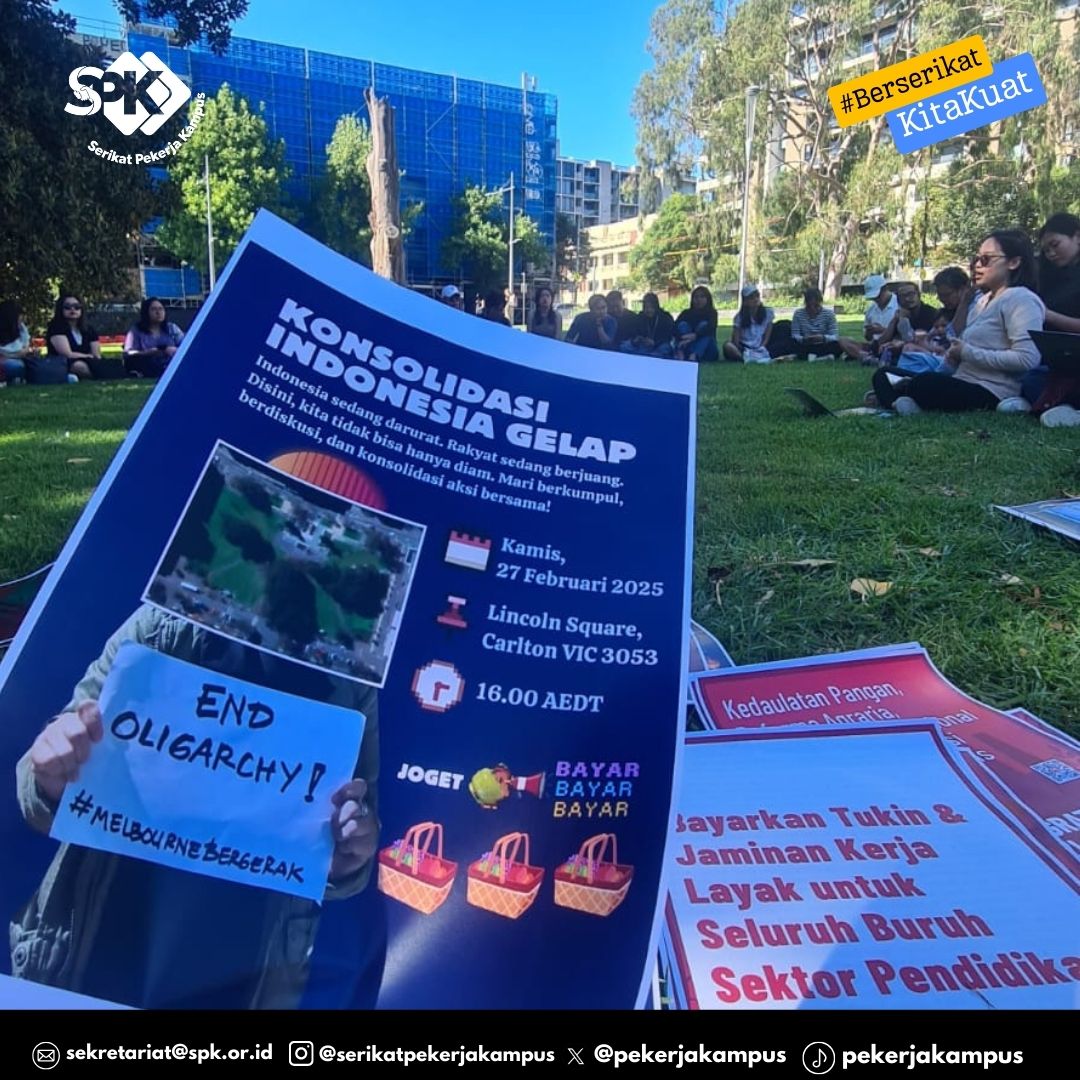 SPK
Serikat Pekerja Kampus
#Berserikat
KitaKuat
KONSOLIDASI
INDONESIA GELAP
Indonesia sedang darurat. Rakyat sedang berjuang.
Disini, kita tidak bisa hanya diam. Mari berkumpul,
berdiskusi, dan konsolidasi aksi bersama!
Kamis,
27 Februari 2025
Lincoln Square,
Carlton VIC 3053
16.00 AEDT
END
OLIGARCHY!
#MELBOURNEBERGERAK
JOGET
BAYAR
BAYAR
BAYAR
Kedaulatan Pangan,
Agraria,
Bayarkan Tukin &
Jaminan Kerja
Layak untuk
Seluruh Buruh
Sektor Pendidika
sekretariat@spk.or.id @serikatpekerjakampus @pekerjakampus pekerjakampus